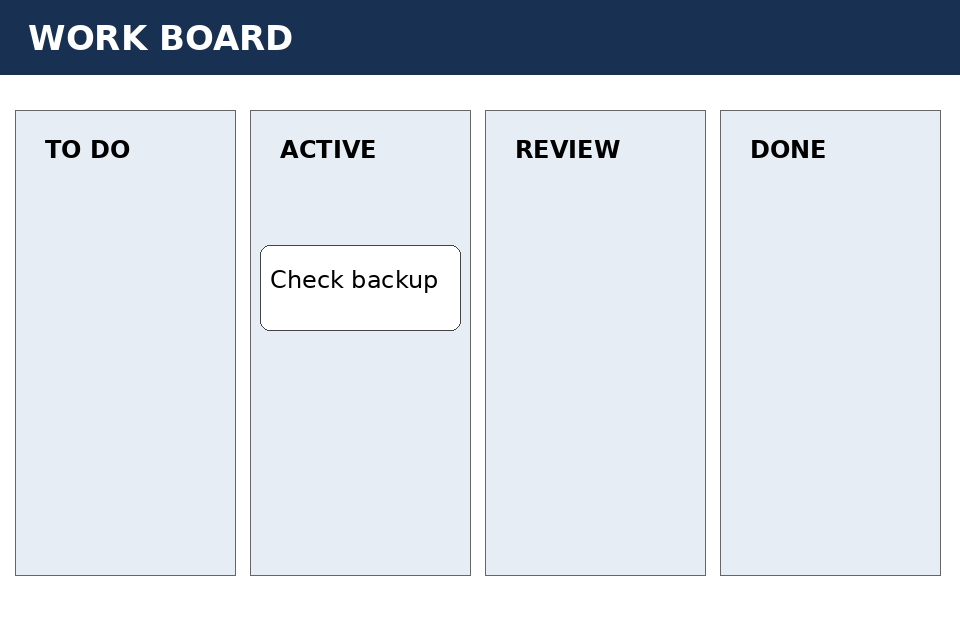 WORK BOARD
TO DO
ACTIVE
REVIEW
DONE
Check backup